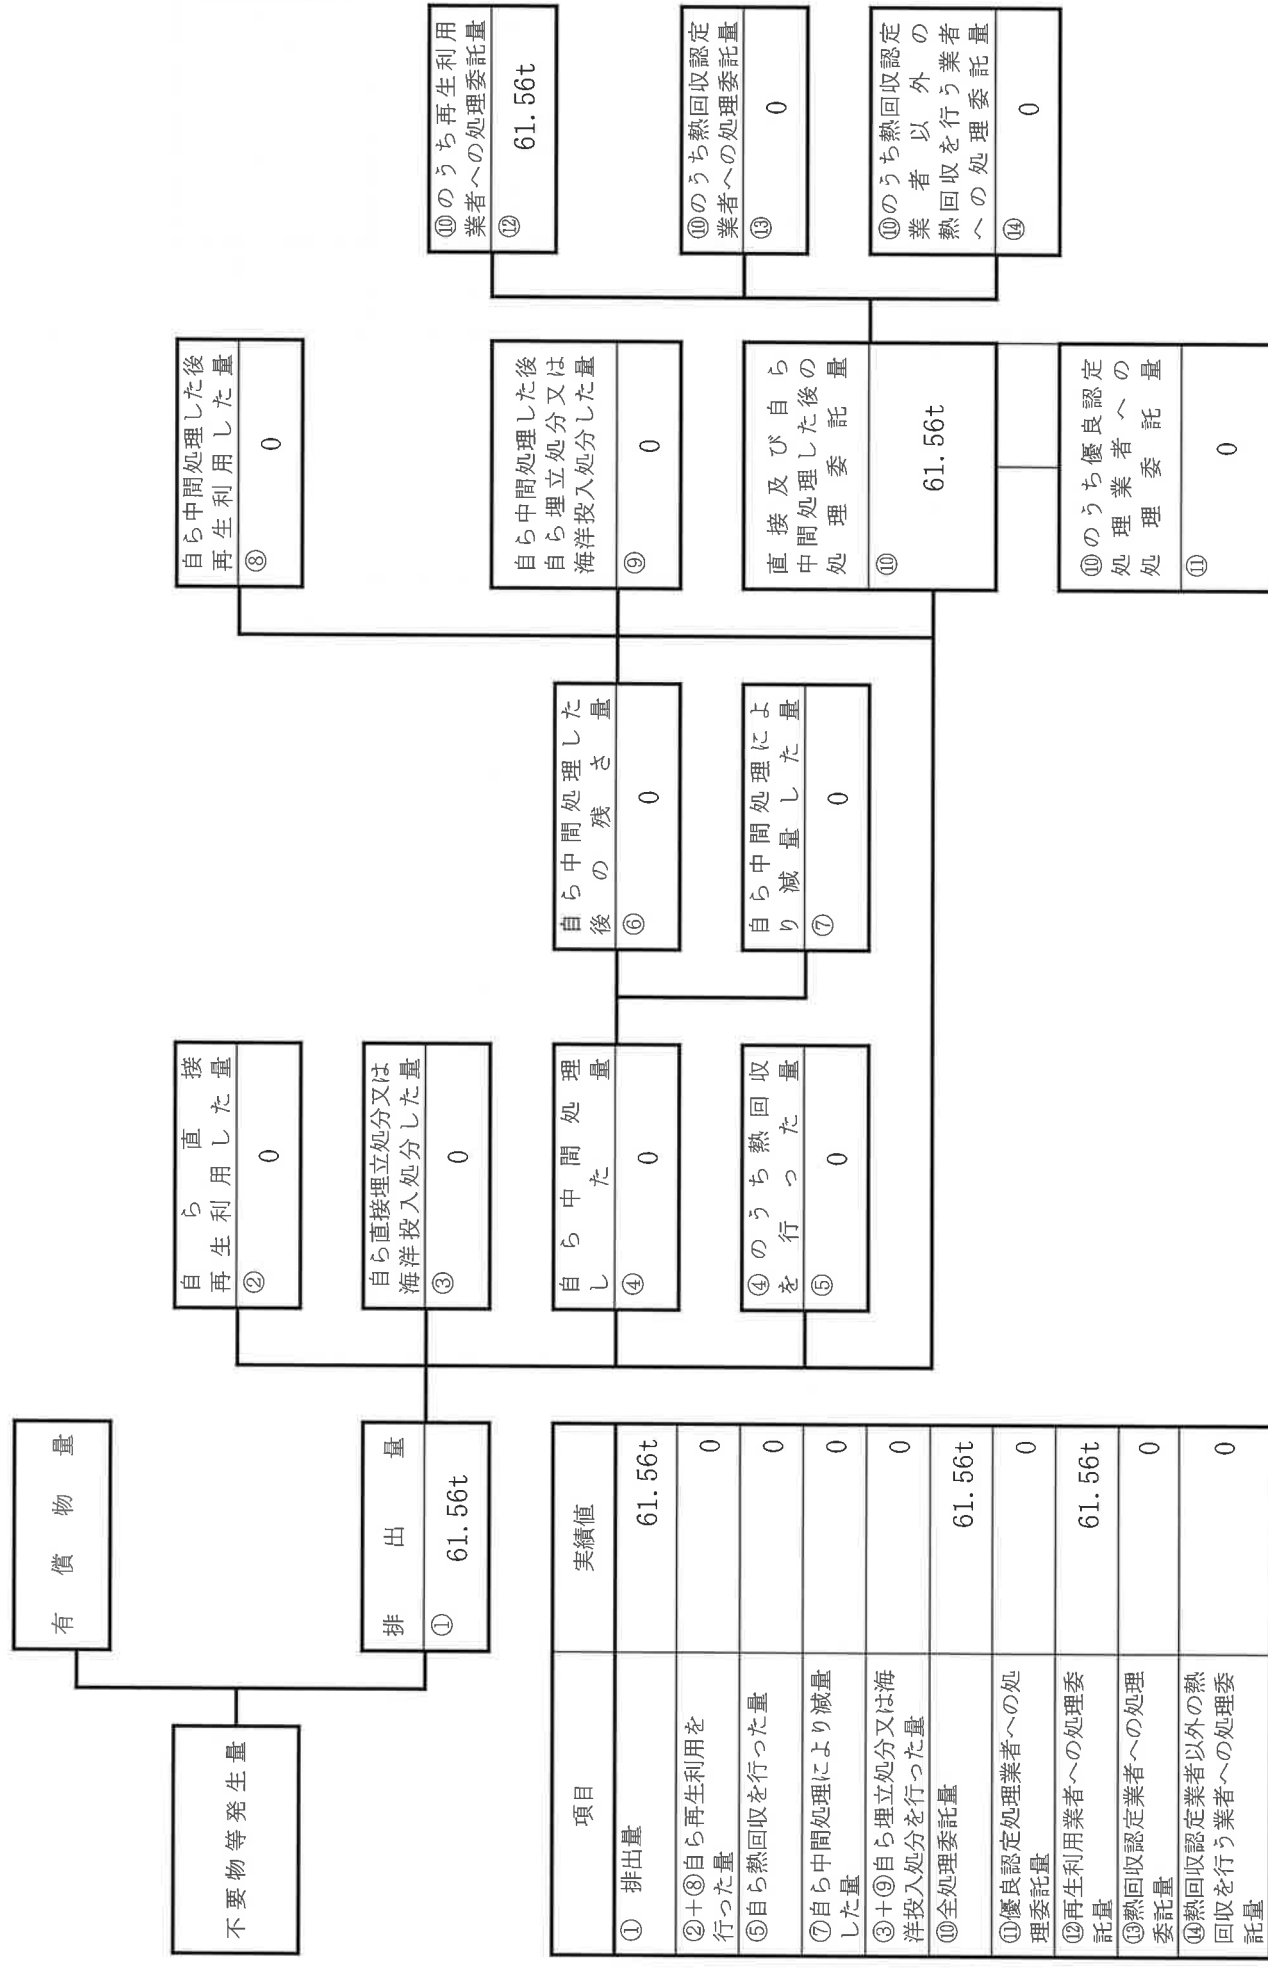 不要物等発生量
有償物量
排出量
① 61.56t
自ら直接
再生利用した量
② 0
自ら直接埋立処分又は
海洋投入処分した量
③ 0
自ら中間処理
した量
④ 0
④のうち熱回収
を行った量
⑤ 0
自ら中間処理した
後の残さ量
⑥ 0
自ら中間処理によ
り減量した量
⑦ 0
自ら中間処理した後
再生利用した量
⑧ 0
自ら中間処理した後
自ら埋立処分又は
海洋投入処分した量
⑨ 0
直接及び自ら
中間処理した後の
処理委託量
⑩ 61.56t
⑩のうち優良認定
処理業者への
処理委託量
⑪ 0
⑩のうち再生利用
業者への処理委託量
⑫ 61.56t
⑩のうち熱回収認定
業者への処理委託量
⑬ 0
⑩のうち熱回収認定
業者以外の
熱回収を行う業者
への処理委託量
⑭ 0
項目 実績値
① 排出量 61.56t
②+⑧自ら再生利用を 0
行った量
⑤自ら熱回収を行った量 0
⑦自ら中間処理により減量 0
した量
③+⑨自ら埋立処分又は海 0
洋投入処分を行った量
⑩全処理委託量 61.56t
⑪優良認定処理業者への処 0
理委託量
⑫再生利用業者への処理委 61.56t
託量
⑬熱回収認定業者への処理 0
委託量
⑭熱回収認定業者以外の熱 0
回収を行う業者への処理委
託量